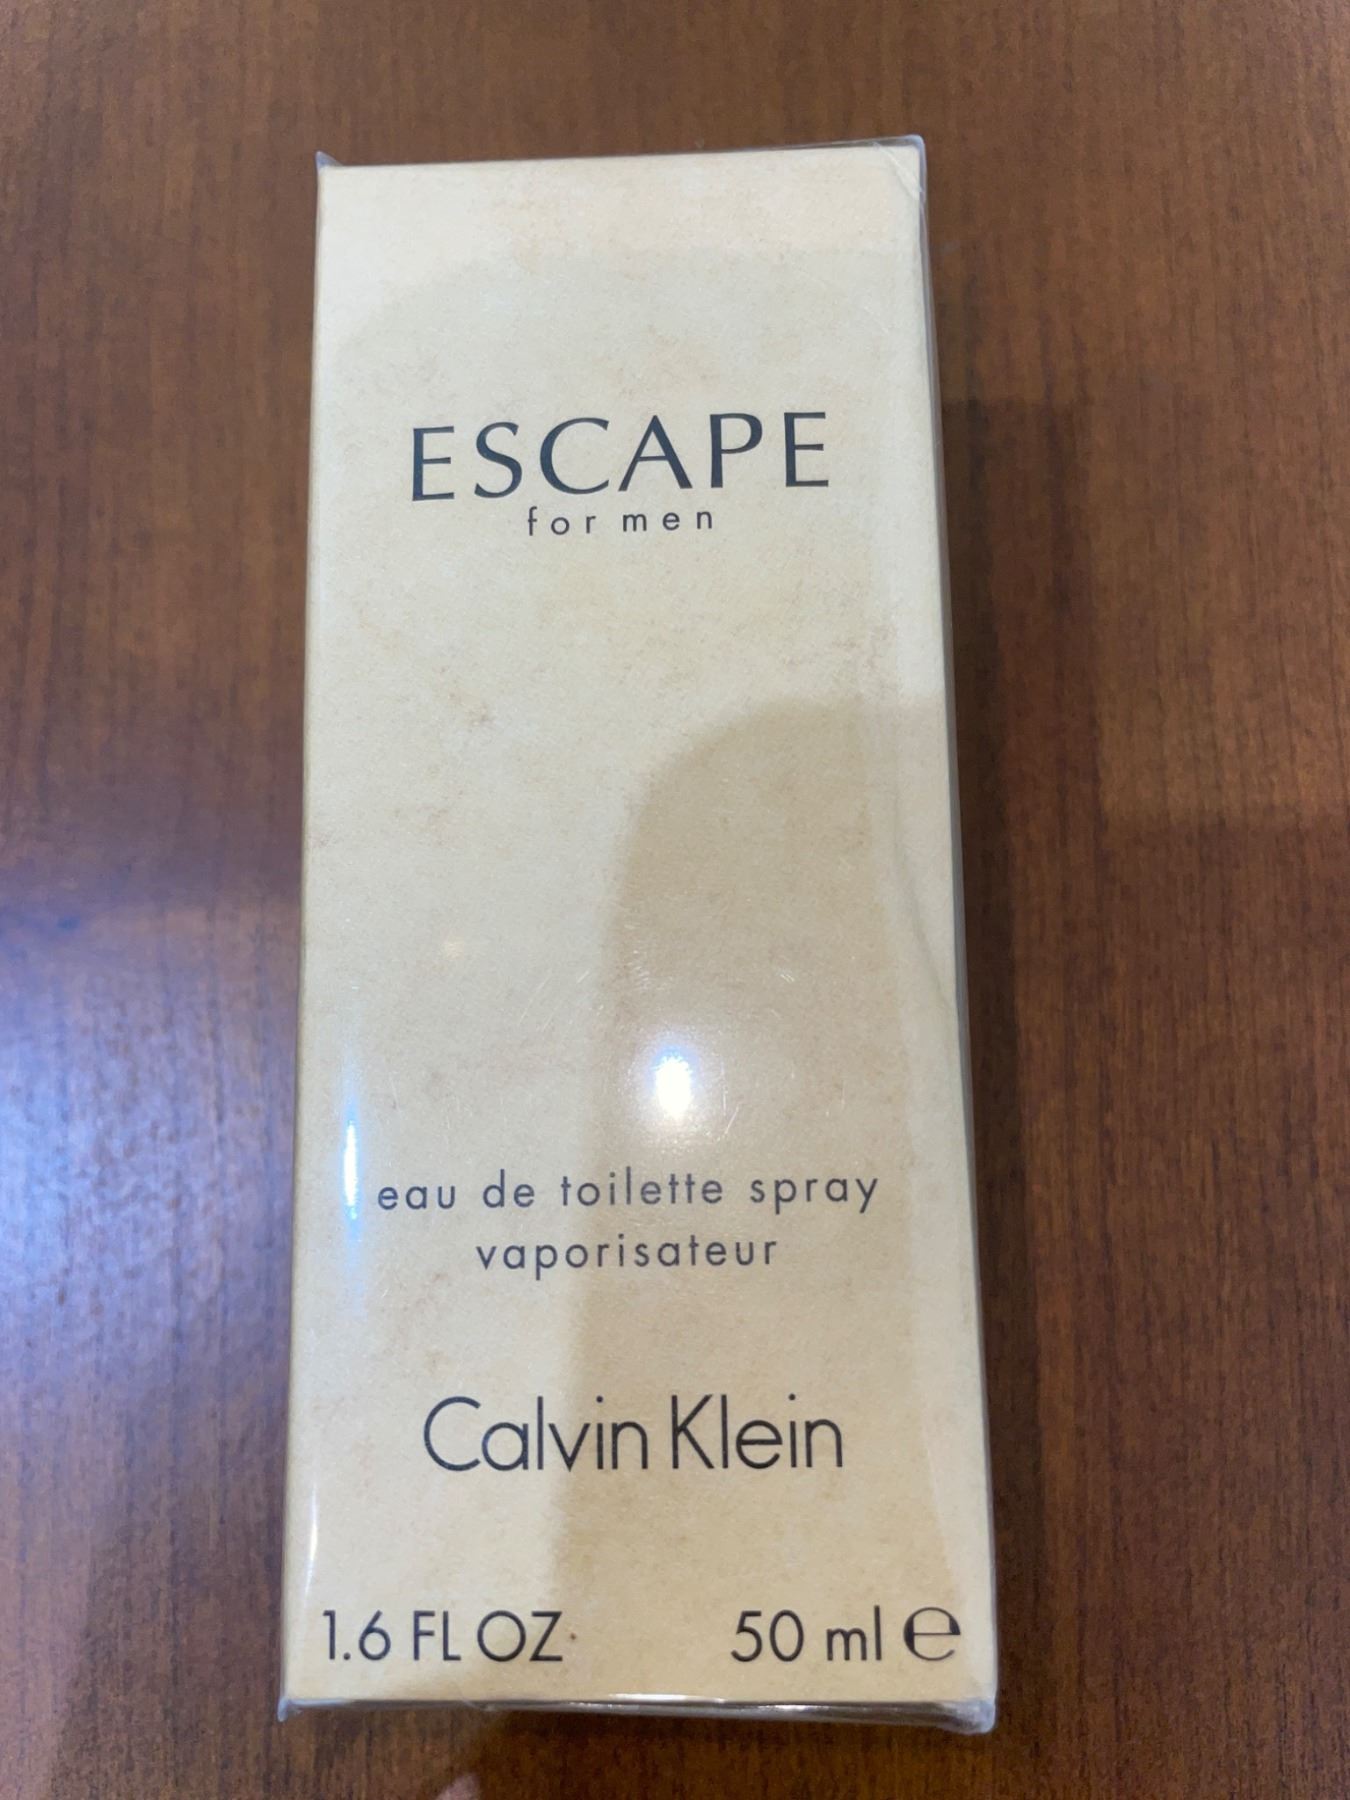 ESCAPE
for men
eau de toilette spray
vaporisateur
Calvin Klein
1.6 FL OZ. 50 ml ℮